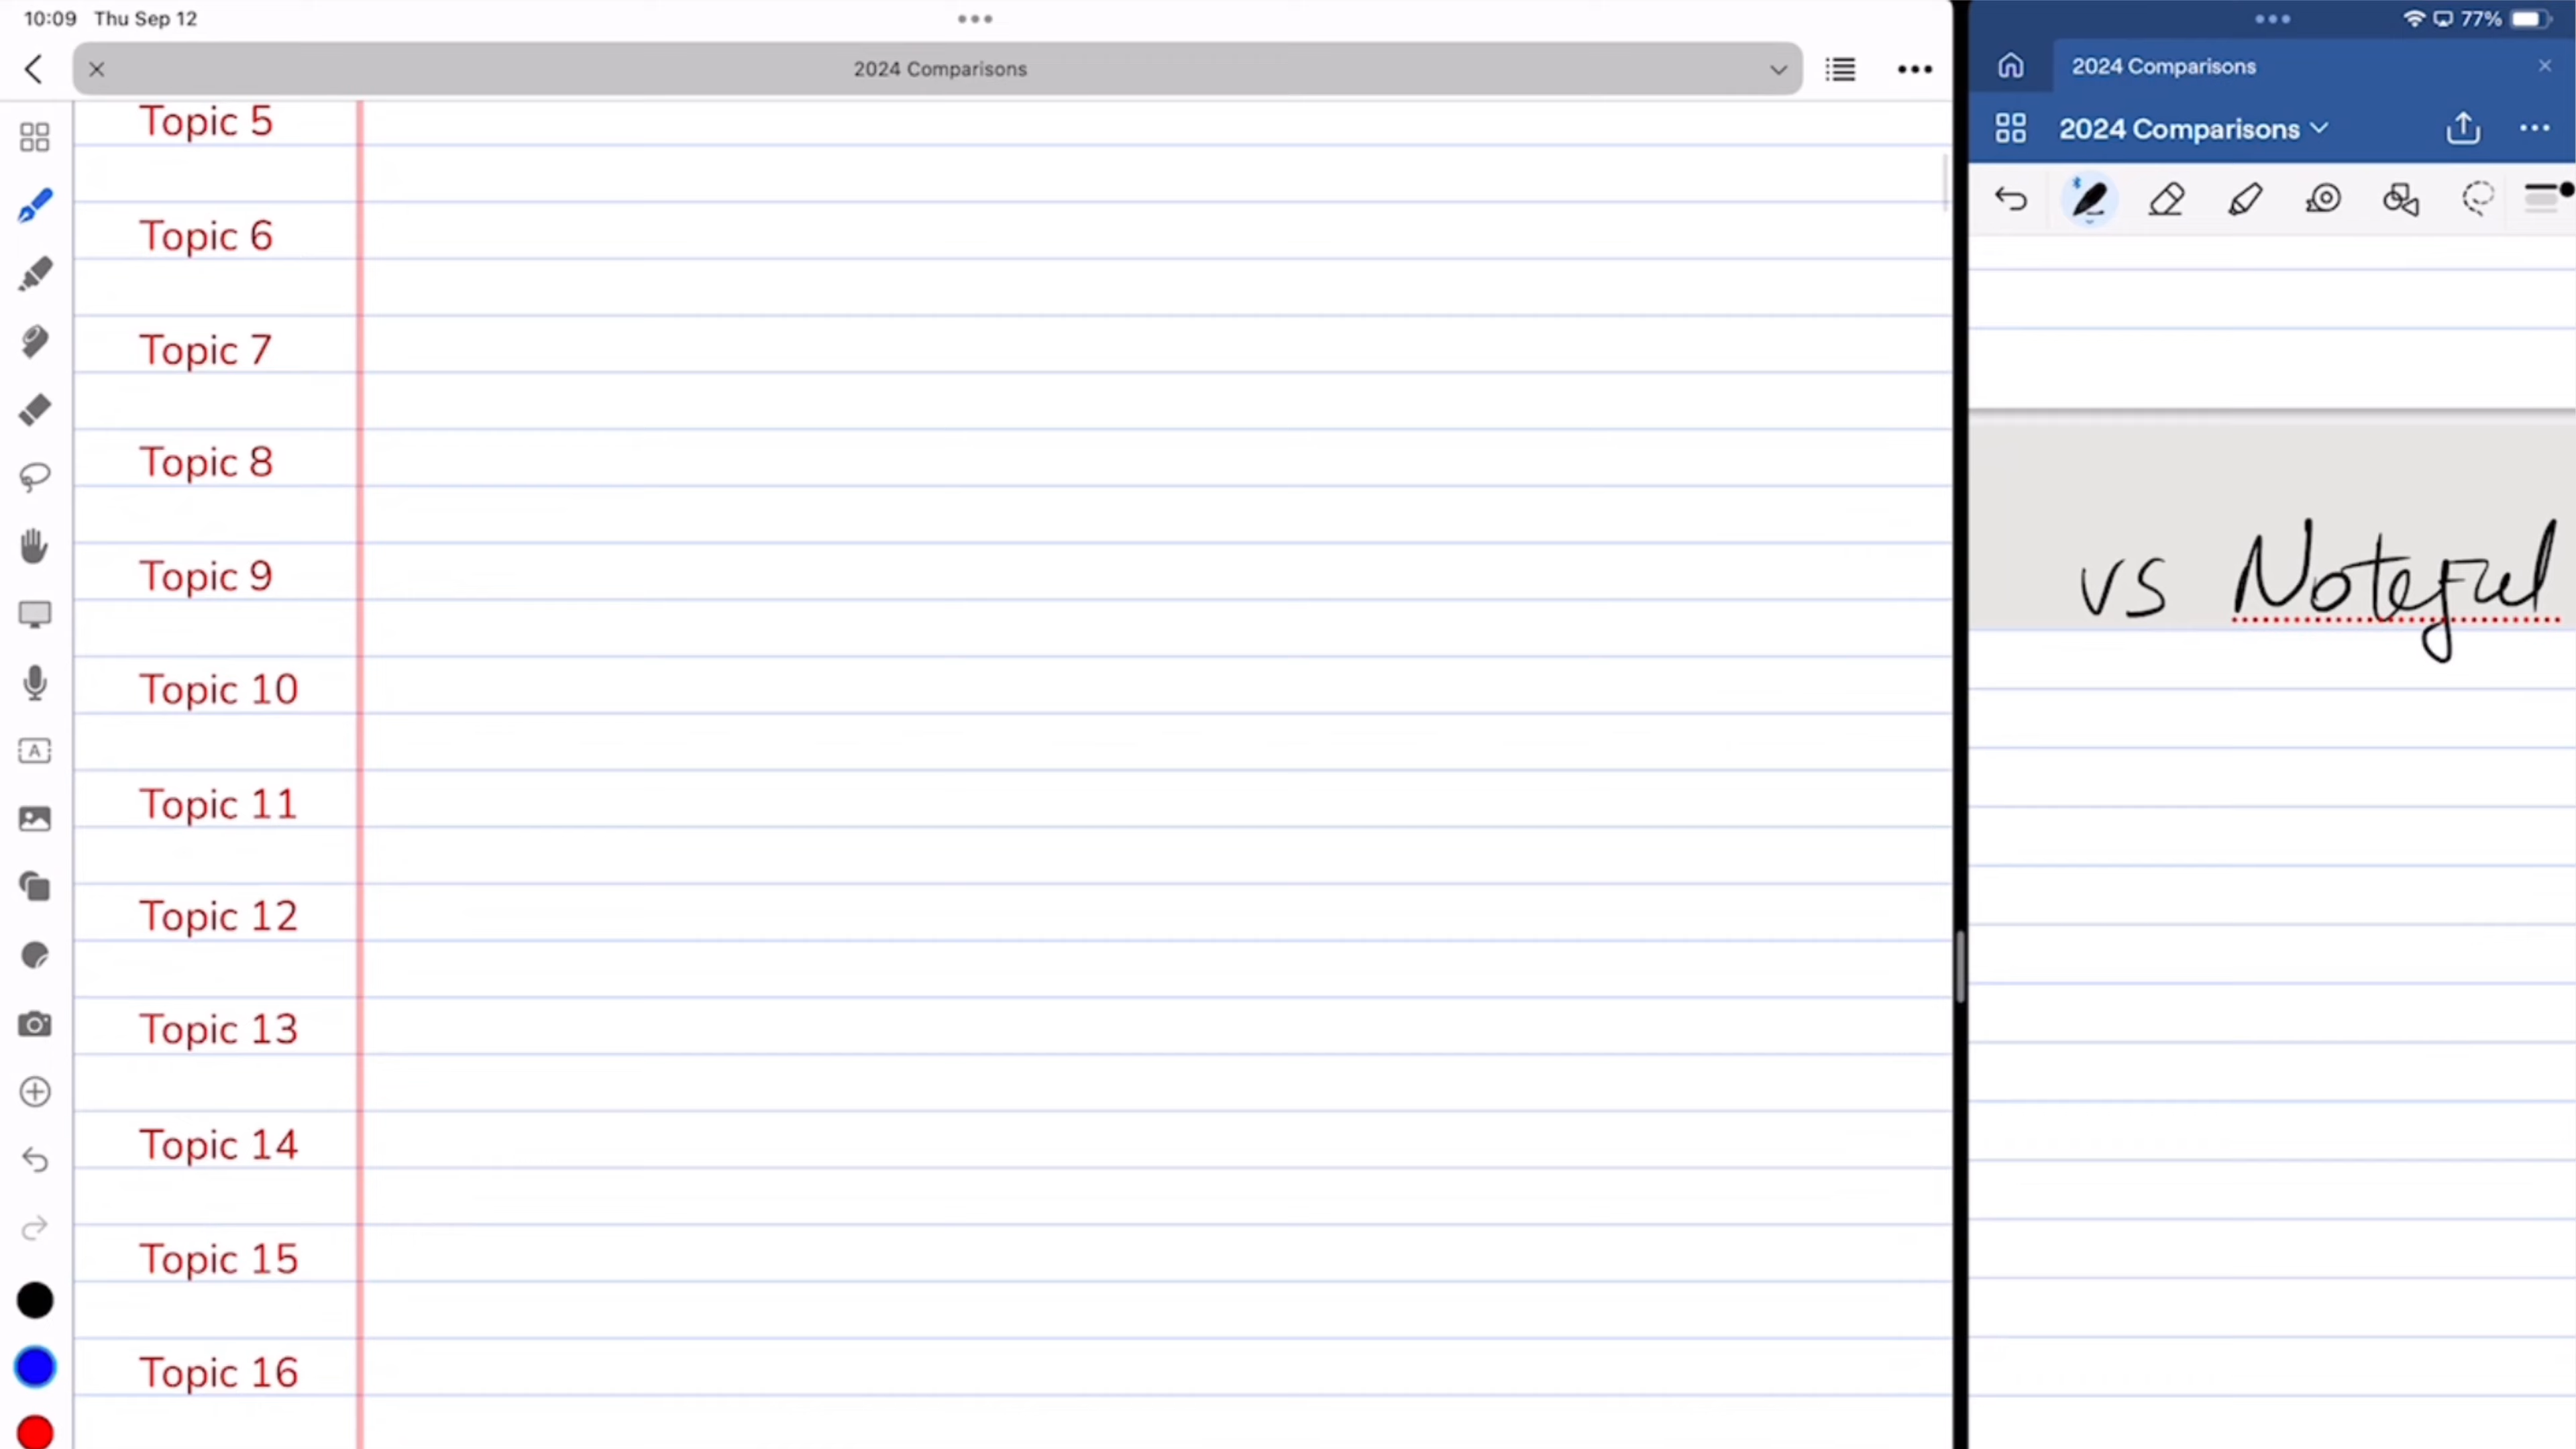 10:09 Thu Sep 12
2024 Comparisons
Topic 5
Topic 6
Topic 7
Topic 8
Topic 9
Topic 10
Topic 11
Topic 12
Topic 13
Topic 14
Topic 15
Topic 16
A
77%
2024 Comparisons
2024 Comparisons
vs Noteful